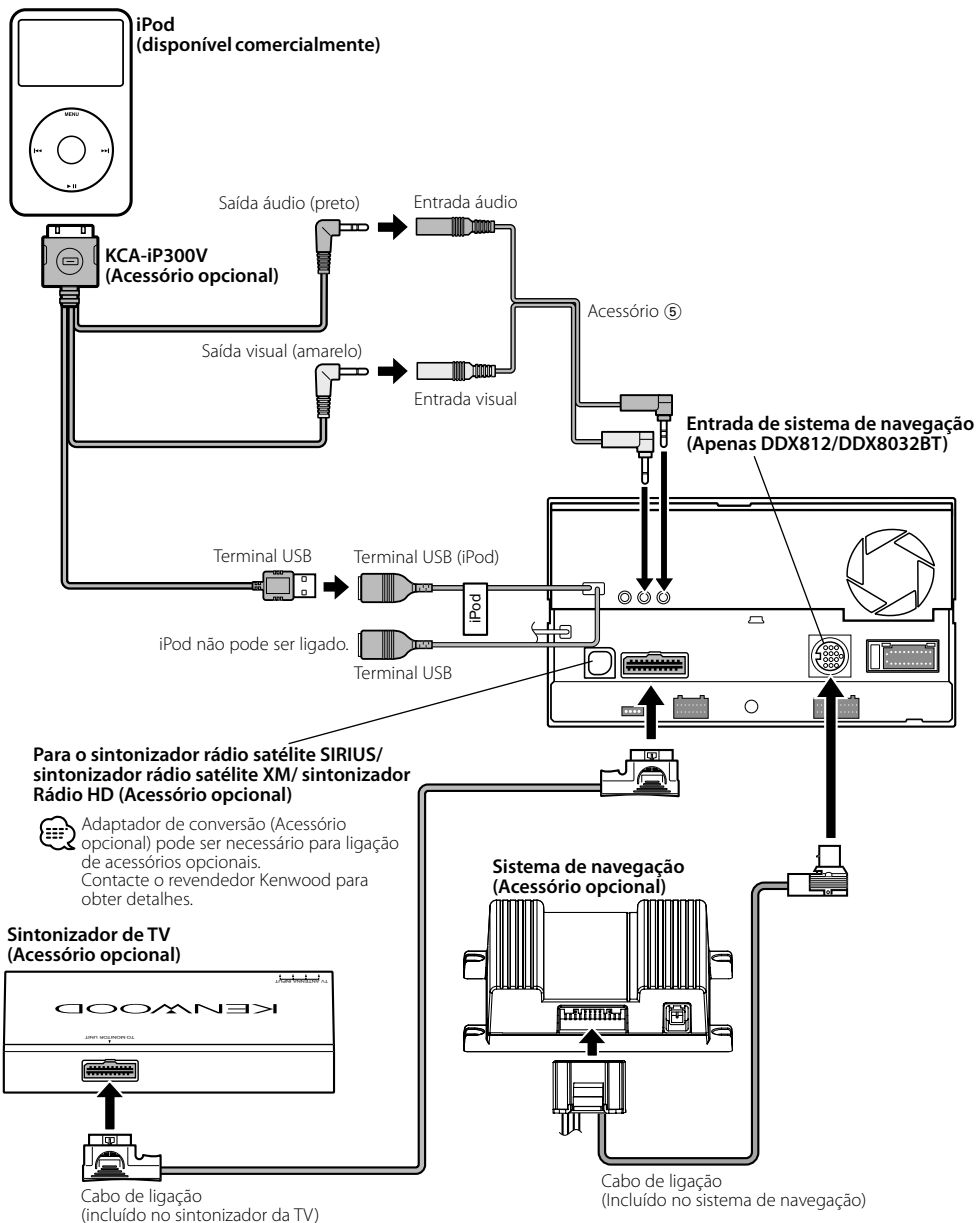 iPod
(disponível comercialmente)
MENU
Saída áudio (preto)
Entrada áudio
KCA-iP300V
(Acessório opcional)
Acessório ⑤
Saída visual (amarelo)
Entrada visual
Entrada de sistema de navegação
(Apenas DDX812/DDX8032BT)
Terminal USB
Terminal USB (iPod)
iPod
iPod não pode ser ligado.
Terminal USB
Para o sintonizador rádio satélite SIRIUS/
sintonizador rádio satélite XM/ sintonizador
Rádio HD (Acessório opcional)
Adaptador de conversão (Acessório
opcional) pode ser necessário para ligação
de acessórios opcionais.
Contacte o revendedor Kenwood para
obter detalhes.
Sistema de navegação
(Acessório opcional)
Sintonizador de TV
(Acessório opcional)
TV ANTENNA INPUT
KENWOOD
TO MONITOR UNIT
Cabo de ligação
(incluído no sintonizador da TV)
Cabo de ligação
(Incluído no sistema de navegação)